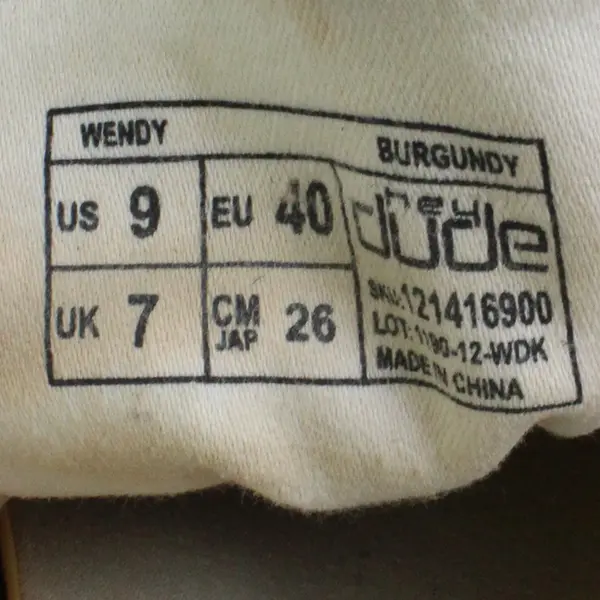 WENDY BURGUNDY
US 9 EU 40
hey
dude
UK 7 CM
JAP 26
SKU:121416900
LOT:1190-12-WDK
MADE IN CHINA